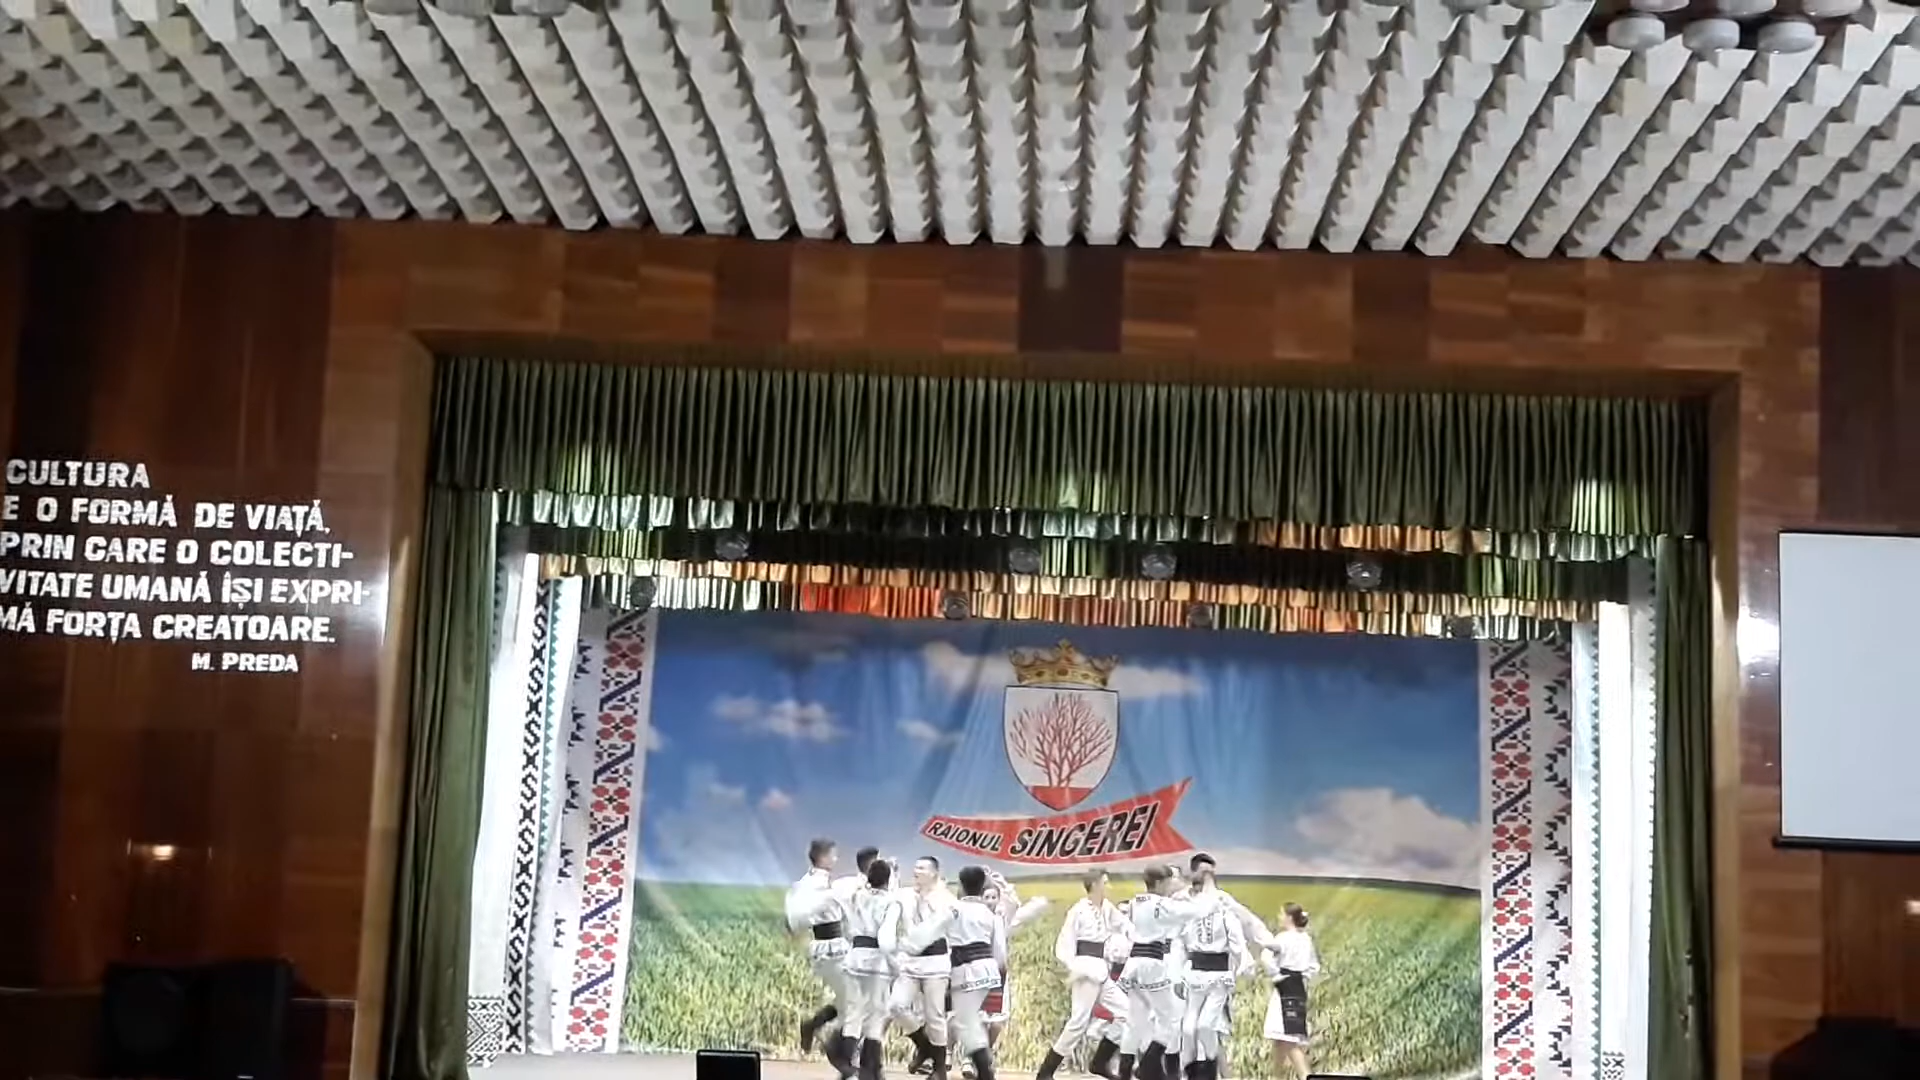 CULTURA
E O FORMĂ DE VIAȚĂ,
PRIN CARE O COLECTI-
VITATE UMANĂ ÎȘI EXPRI-
MĂ FORȚA CREATOARE.
M. PREDA
RAIONUL SÎNGEREI